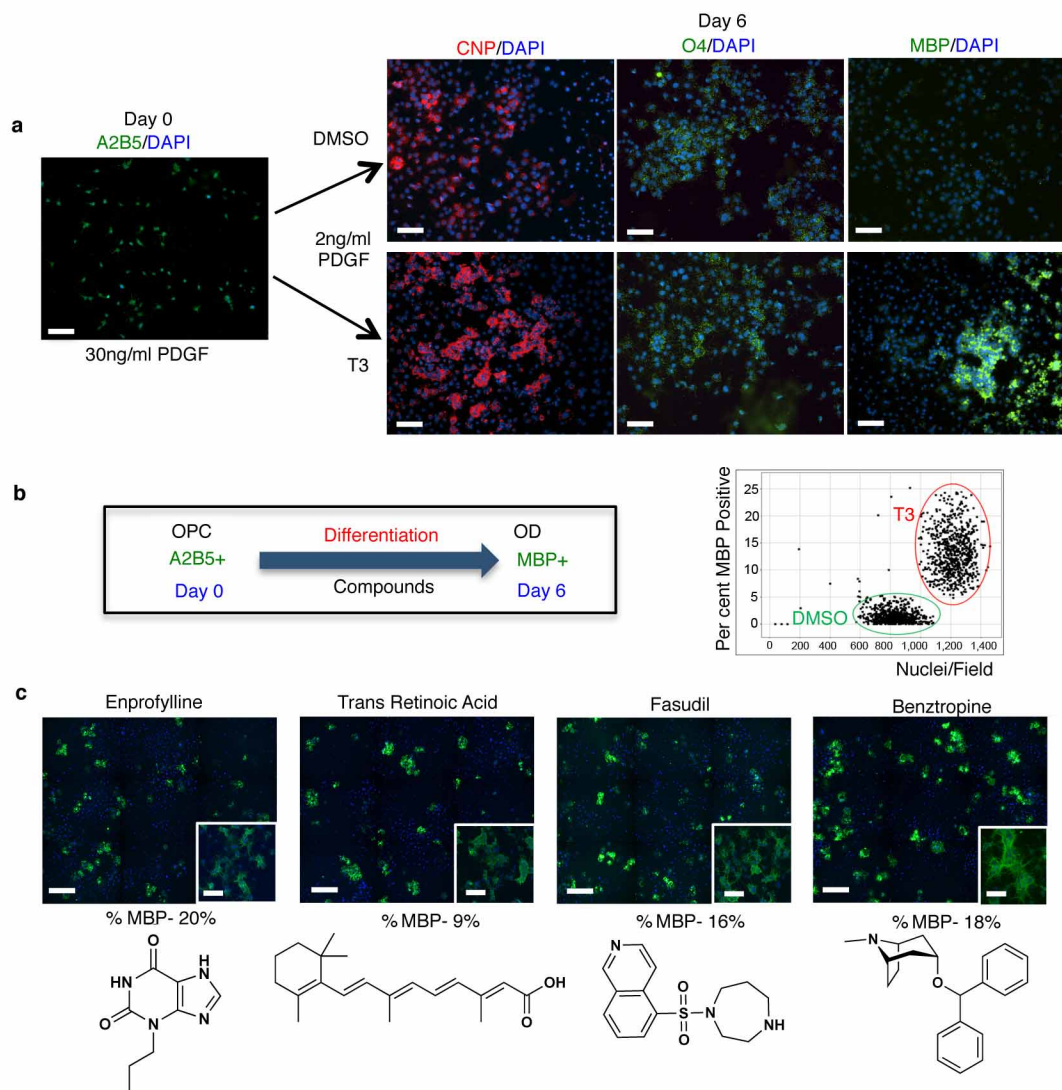 a
Day 0
A2B5/DAPI
30ng/ml PDGF
DMSO
2ng/ml
PDGF
T3
Day 6
CNP/DAPI
O4/DAPI
MBP/DAPI
b
OPC
A2B5+
Day 0
Differentiation
Compounds
OD
MBP+
Day 6
Per cent MBP Positive
25
20
15
10
5
0
T3
DMSO
0 200 400 600 800 1,000 1,200 1,400
Nuclei/Field
c
Enprofylline
Trans Retinoic Acid
Fasudil
Benztropine
% MBP- 20%
% MBP- 9%
% MBP- 16%
% MBP- 18%
O
HN
O
N
H
N
N
OH
O
N
O
S
O
N
NH
N
O